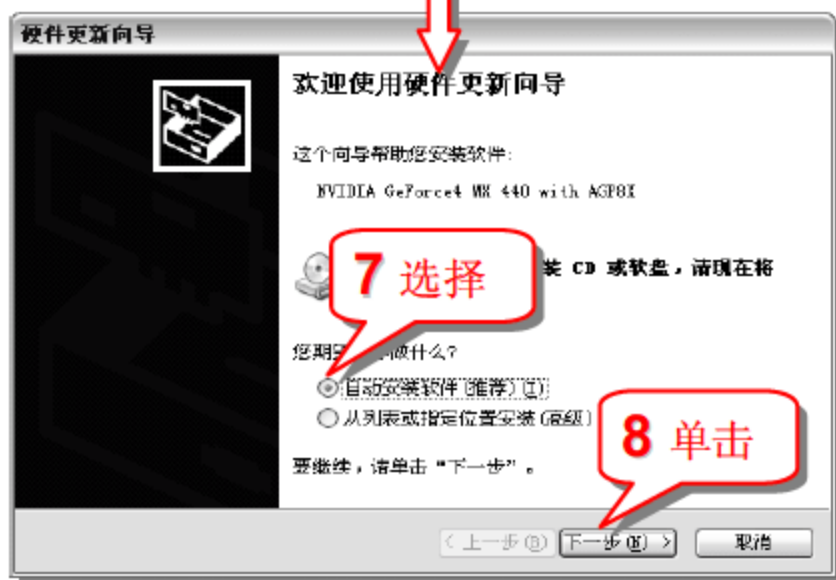 硬件更新向导
欢迎使用硬件更新向导
这个向导帮助您安装软件:
NVIDIA GeForce4 MX 440 with AGP8X
装 CD 或软盘，请现在将
7 选择
您期 做什么?
自动安装软件(推荐)(I)
从列表或指定位置安装(高级)
8 单击
要继续，请单击“下一步”。
< 上一步(B)
下一步(N) >
取消